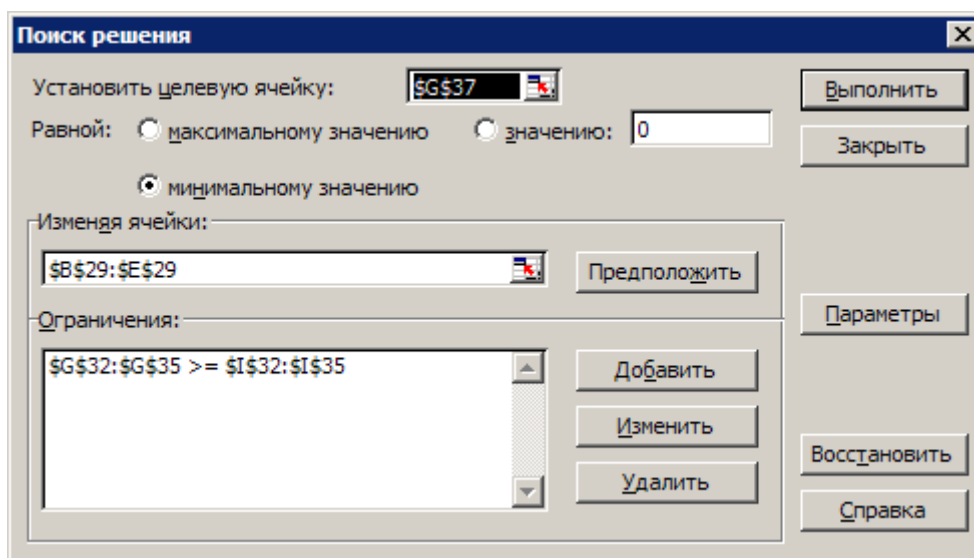 Поиск решения
Установить целевую ячейку: $G$37
Выполнить
Равной: максимальному значению значению: 0
Закрыть
минимальному значению
Изменяя ячейки:
$B$29:$E$29
Предположить
Параметры
Ограничения:
$G$32:$G$35 >= $I$32:$I$35
Добавить
Изменить
Удалить
Восстановить
Справка